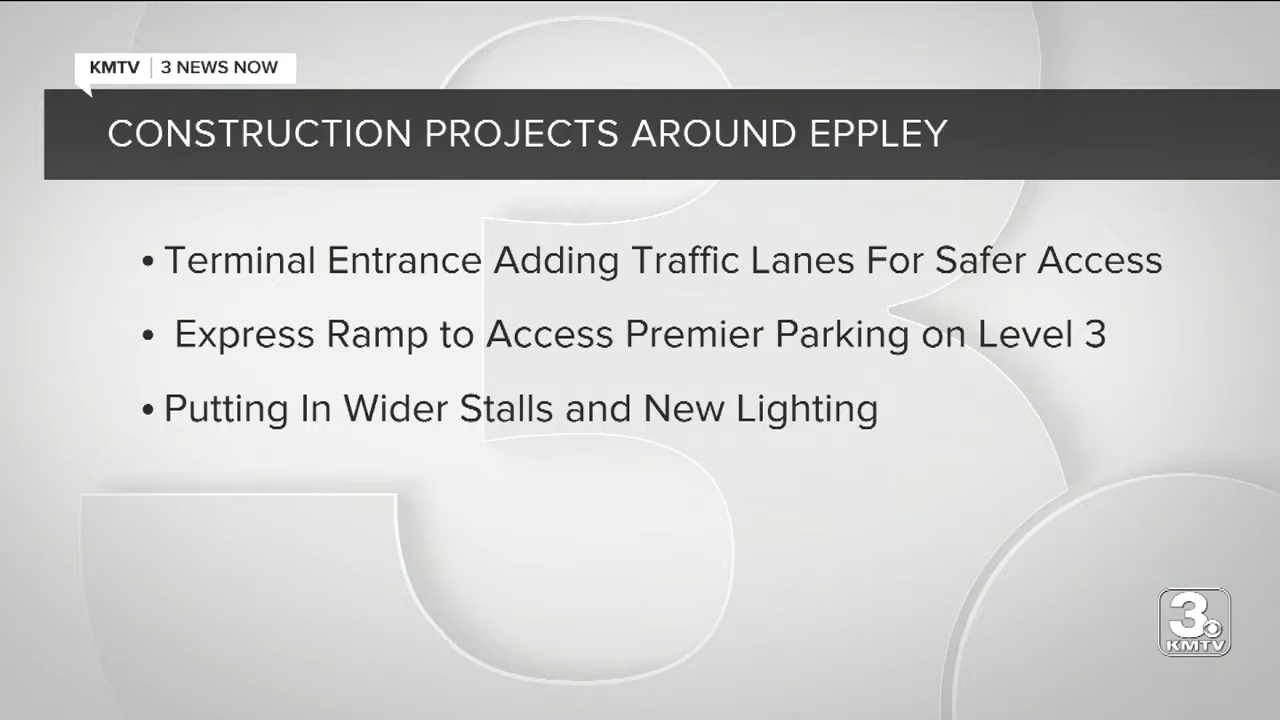 KMTV | 3 NEWS NOW
CONSTRUCTION PROJECTS AROUND EPPLEY
• Terminal Entrance Adding Traffic Lanes For Safer Access
• Express Ramp to Access Premier Parking on Level 3
• Putting In Wider Stalls and New Lighting
3
KMTV